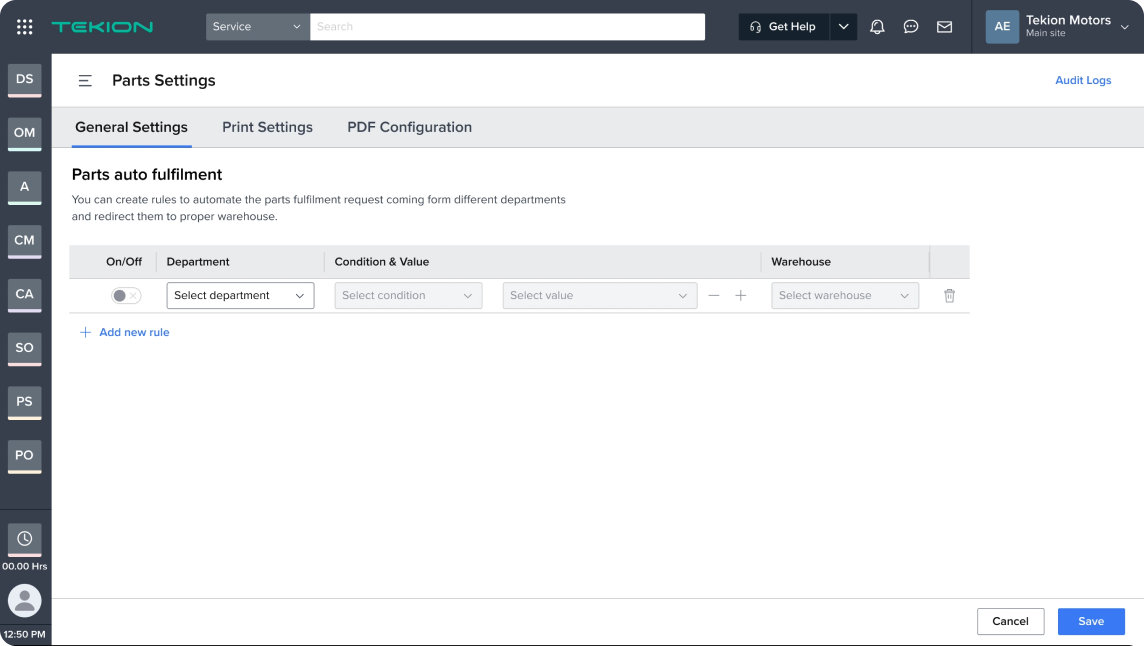 TEKION
Service
Search
Get Help
AE
Tekion Motors
Main site
DS
OM
A
CM
CA
SO
PS
PO
00.00 Hrs
12:50 PM
Parts Settings
Audit Logs
General Settings
Print Settings
PDF Configuration
Parts auto fulfilment
You can create rules to automate the parts fulfilment request coming form different departments
and redirect them to proper warehouse.
On/Off
Department
Condition & Value
Warehouse
Select department
Select condition
Select value
Select warehouse
Add new rule
Cancel
Save